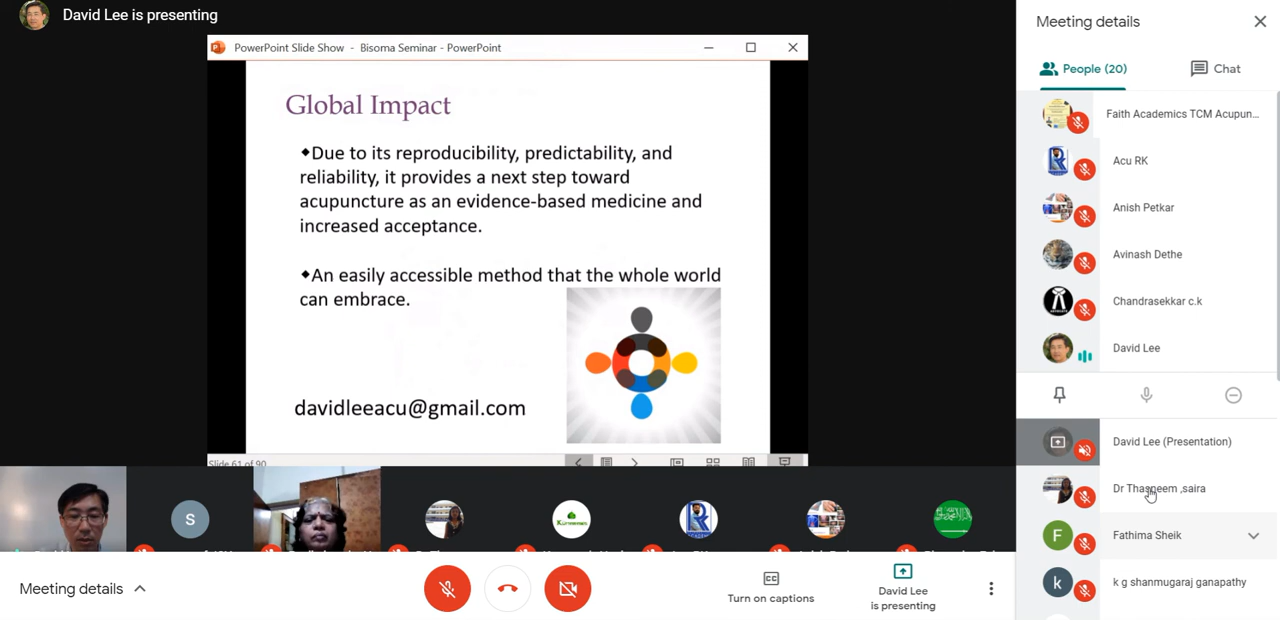 David Lee is presenting
PowerPoint Slide Show - Bisoma Seminar - PowerPoint
Global Impact
◆Due to its reproducibility, predictability, and
reliability, it provides a next step toward
acupuncture as an evidence-based medicine and
increased acceptance.
◆An easily accessible method that the whole world
can embrace.
davidleeacu@gmail.com
Slide 61 of 90
S
Meeting details
Turn on captions
David Lee
is presenting
Meeting details
People (20)
Chat
Faith Academics TCM Acupun...
Acu RK
Anish Petkar
Avinash Dethe
Chandrasekkar c.k
David Lee
David Lee (Presentation)
Dr Thasneem ,saira
F
Fathima Sheik
k
k g shanmugaraj ganapathy